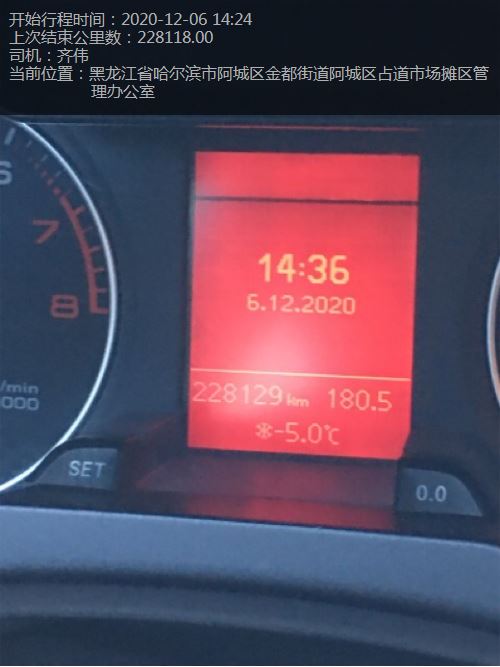 开始行程时间：2020-12-06 14:24
上次结束公里数：228118.00
司机：齐伟
当前位置：黑龙江省哈尔滨市阿城区金都街道阿城区占道市场摊区管
理办公室
6
7
8
/min
000
14:36
6.12.2020
228129 km 180.5
-5.0℃
SET
0.0